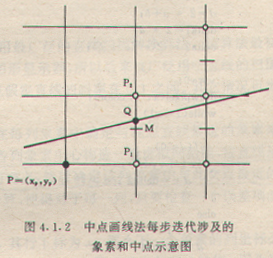 P₂
Q
M
P₁
P=(xₚ,yₚ)
图 4.1.2 中点画线法每步迭代涉及的
象素和中点示意图